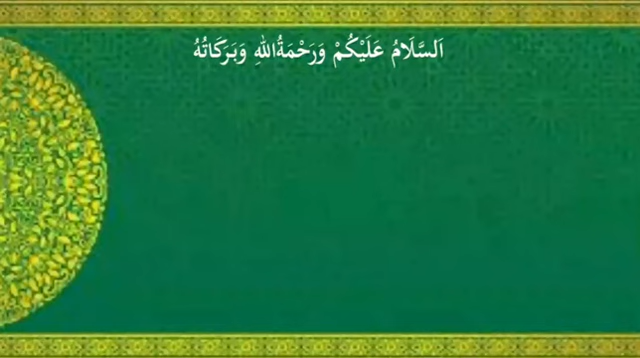 اَلسَّلَامُ عَلَيْكُمْ وَرَحْمَةُاللهِ وَبَرَكَاتُهُ